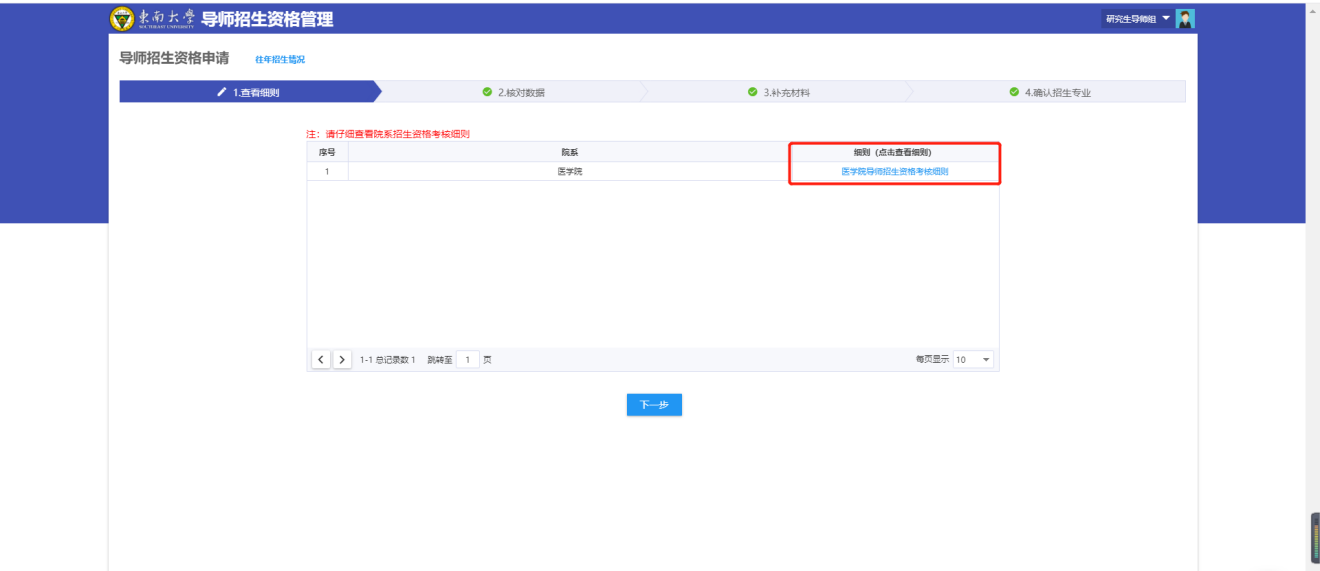 東南大學 导师招生资格管理
SOUTHEAST UNIVERSITY
研究生导师组
导师招生资格申请 往年招生情况
1.查看细则 2.核对数据 3.补充材料 4.确认招生专业
注：请仔细查看院系招生资格考核细则
序号 院系 细则（点击查看细则）
1 医学院 医学院导师招生资格考核细则
1-1 总记录数 1 跳转至 1 页 每页显示 10
下一步